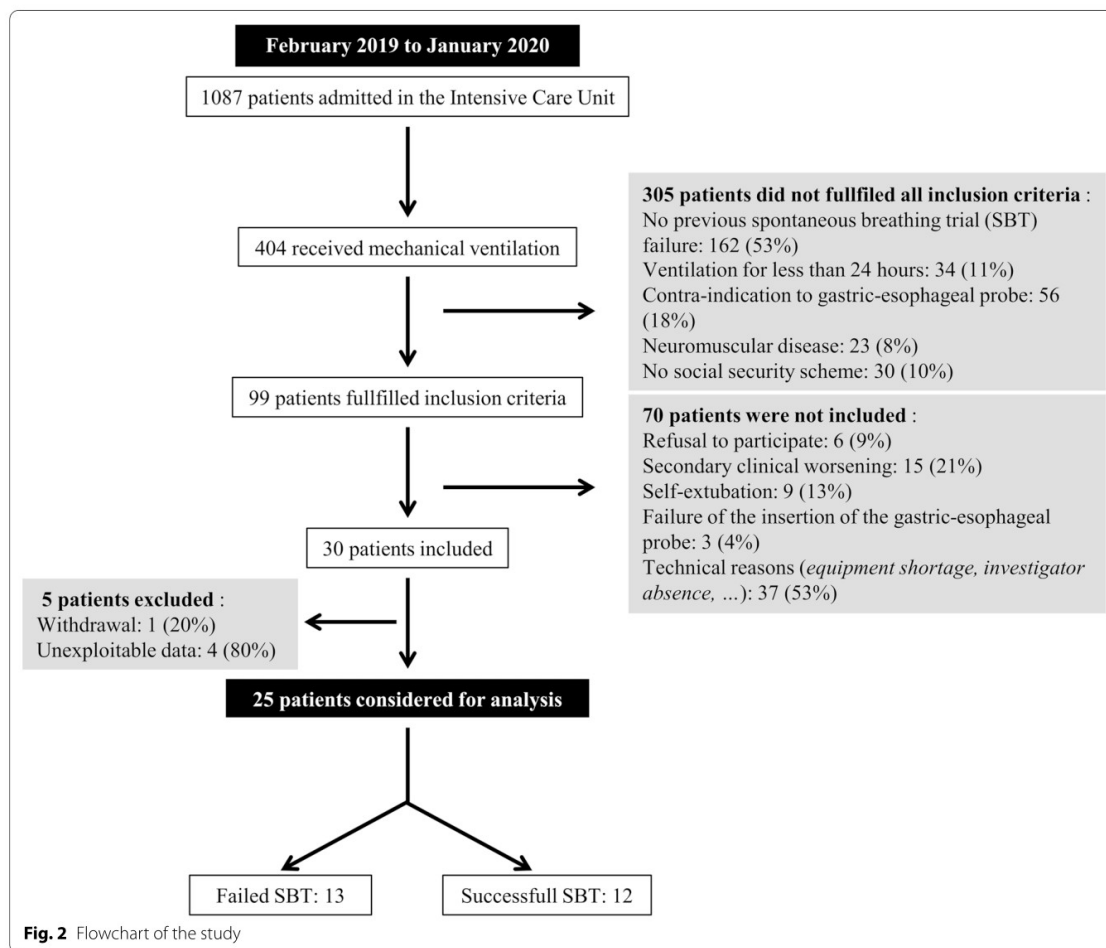 February 2019 to January 2020
1087 patients admitted in the Intensive Care Unit
404 received mechanical ventilation
305 patients did not fullfiled all inclusion criteria :
No previous spontaneous breathing trial (SBT)
failure: 162 (53%)
Ventilation for less than 24 hours: 34 (11%)
Contra-indication to gastric-esophageal probe: 56
(18%)
Neuromuscular disease: 23 (8%)
No social security scheme: 30 (10%)
99 patients fullfilled inclusion criteria
70 patients were not included :
Refusal to participate: 6 (9%)
Secondary clinical worsening: 15 (21%)
Self-extubation: 9 (13%)
Failure of the insertion of the gastric-esophageal
probe: 3 (4%)
Technical reasons (equipment shortage, investigator
absence, …): 37 (53%)
30 patients included
5 patients excluded :
Withdrawal: 1 (20%)
Unexploitable data: 4 (80%)
25 patients considered for analysis
Failed SBT: 13
Successfull SBT: 12
Fig. 2 Flowchart of the study